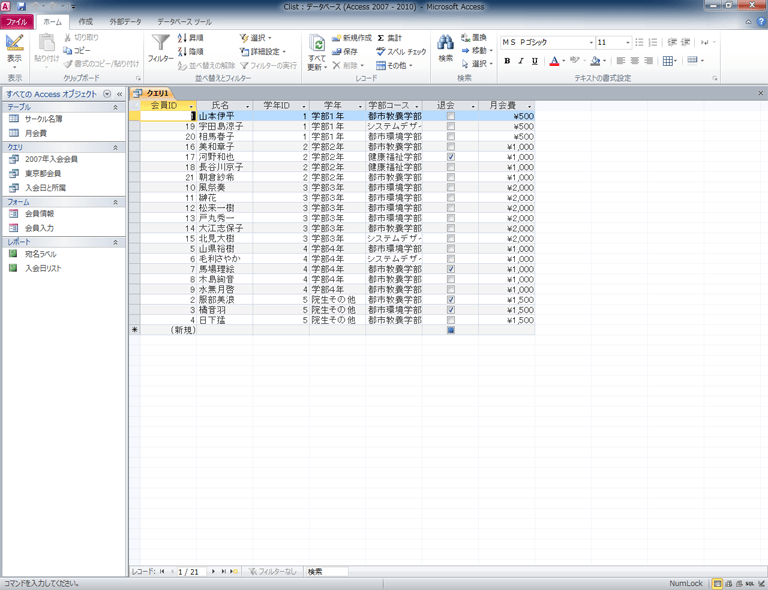 Clist : データベース (Access 2007 - 2010) - Microsoft Access
ファイル ホーム 作成 外部データ データベース ツール
表示 貼り付け 切り取り コピー 書式のコピー/貼り付け フィルター 昇順 降順 並べ替えの解除 選択 詳細設定 フィルターの実行 すべて更新 新規作成 保存 削除 集計 スペル チェック その他 検索 置換 移動 選択 MS Pゴシック 11 B I U A
表示 クリップボード 並べ替えとフィルター レコード 検索 テキストの書式設定
すべての Access オブジェクト
テーブル
サークル名簿
月会費
クエリ
2007年入会会員
東京都会員
入会日と所属
フォーム
会員情報
会員入力
レポート
宛名ラベル
入会日リスト
クエリ1
会員ID 氏名 学年ID 学年 学部コース 退会 月会費
1 山本伊平 1 学部1年 都市教養学部 ¥500
19 宇田島涼子 1 学部1年 システムデザイ ¥500
20 相馬春子 1 学部1年 都市環境学部 ¥500
16 美和章子 2 学部2年 都市教養学部 ¥1,000
17 河野和也 2 学部2年 健康福祉学部 ¥1,000
18 長谷川京子 2 学部2年 健康福祉学部 ¥1,000
21 朝倉紗希 2 学部2年 都市教養学部 ¥1,000
10 風祭奏 3 学部3年 都市環境学部 ¥2,000
11 榊花 3 学部3年 都市環境学部 ¥2,000
12 松来一樹 3 学部3年 都市教養学部 ¥2,000
13 戸丸秀一 3 学部3年 都市環境学部 ¥2,000
14 大江志保子 3 学部3年 都市教養学部 ¥2,000
15 北見大樹 3 学部3年 システムデザイ ¥2,000
5 山県裕樹 4 学部4年 都市環境学部 ¥1,000
6 毛利さやか 4 学部4年 システムデザイ ¥1,000
7 馬場理絵 4 学部4年 都市教養学部 ¥1,000
8 木島絢音 4 学部4年 都市教養学部 ¥1,000
9 水無月啓 4 学部4年 都市環境学部 ¥1,000
2 服部美浪 5 院生その他 都市教養学部 ¥1,500
3 橘音羽 5 院生その他 都市教養学部 ¥1,500
4 日下猛 5 院生その他 都市教養学部 ¥1,500
(新規)
レコード: 1 / 21 フィルターなし 検索
コマンドを入力してください。 NumLock SQL